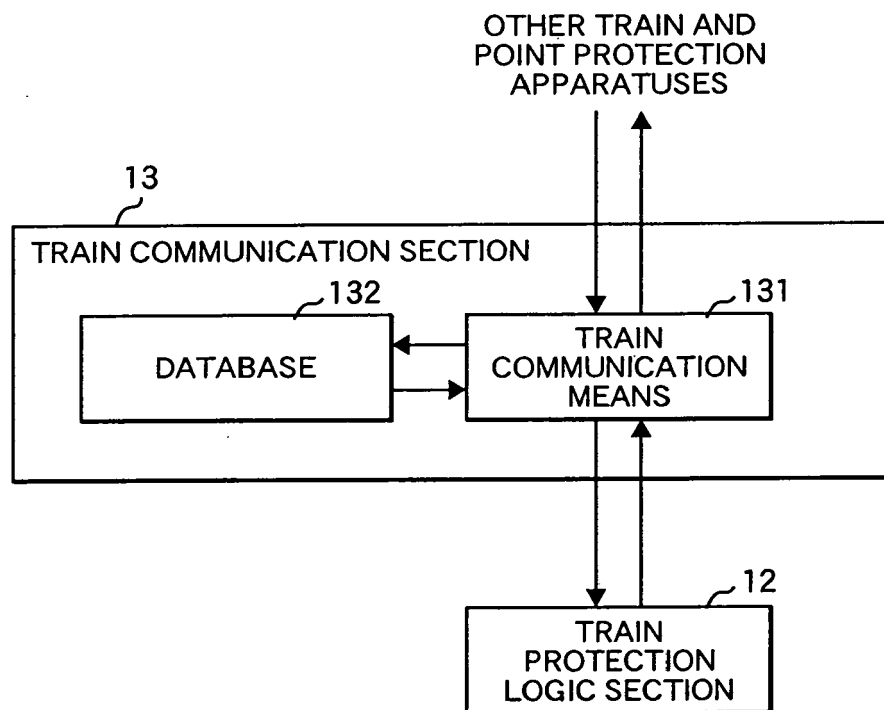 OTHER TRAIN AND
POINT PROTECTION
APPARATUSES
13
TRAIN COMMUNICATION SECTION
132
131
DATABASE
TRAIN
COMMUNICATION
MEANS
12
TRAIN
PROTECTION
LOGIC SECTION